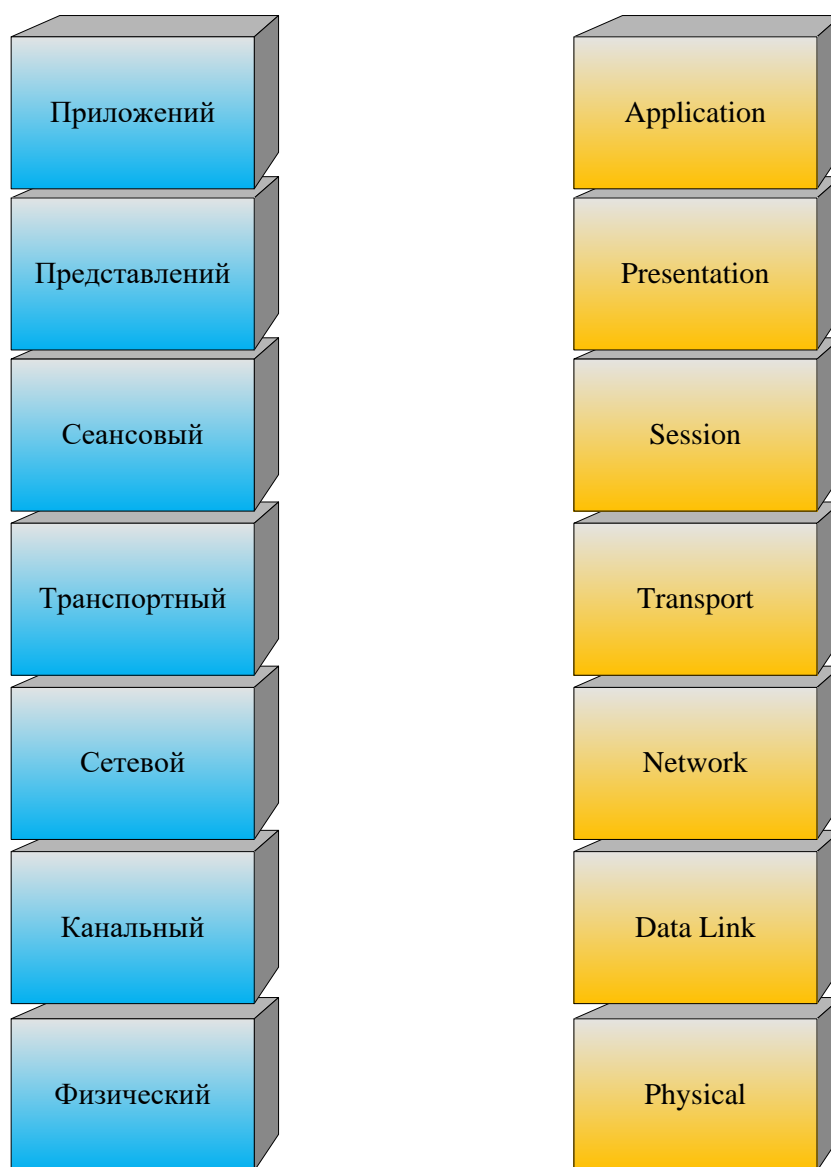 Приложений
Application
Представлений
Presentation
Сеансовый
Session
Транспортный
Transport
Сетевой
Network
Канальный
Data Link
Физический
Physical